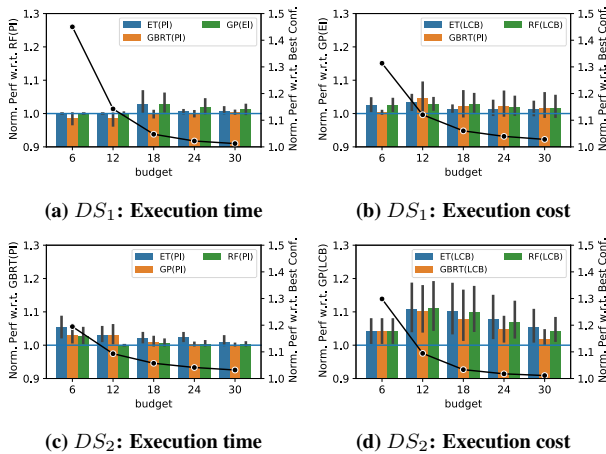 Norm. Perf w.r.t. RF(PI)
1.3
1.2
1.1
1.0
0.9
ET(PI)
GBRT(PI)
GP(EI)
1.5
1.4
1.3
1.2
1.1
1.0
Norm. Perf w.r.t. Best Conf.
6 12 18 24 30
budget
(a) DS1: Execution time
Norm. Perf w.r.t. GP(EI)
1.3
1.2
1.1
1.0
0.9
ET(LCB)
GBRT(PI)
RF(LCB)
1.5
1.4
1.3
1.2
1.1
1.0
Norm. Perf w.r.t. Best Conf.
6 12 18 24 30
budget
(b) DS1: Execution cost
Norm. Perf w.r.t. GBRT(PI)
1.3
1.2
1.1
1.0
0.9
ET(PI)
GP(PI)
RF(PI)
1.5
1.4
1.3
1.2
1.1
1.0
Norm. Perf w.r.t. Best Conf.
6 12 18 24 30
budget
(c) DS2: Execution time
Norm. Perf w.r.t. GP(LCB)
1.3
1.2
1.1
1.0
0.9
ET(LCB)
GBRT(LCB)
RF(LCB)
1.5
1.4
1.3
1.2
1.1
1.0
Norm. Perf w.r.t. Best Conf.
6 12 18 24 30
budget
(d) DS2: Execution cost